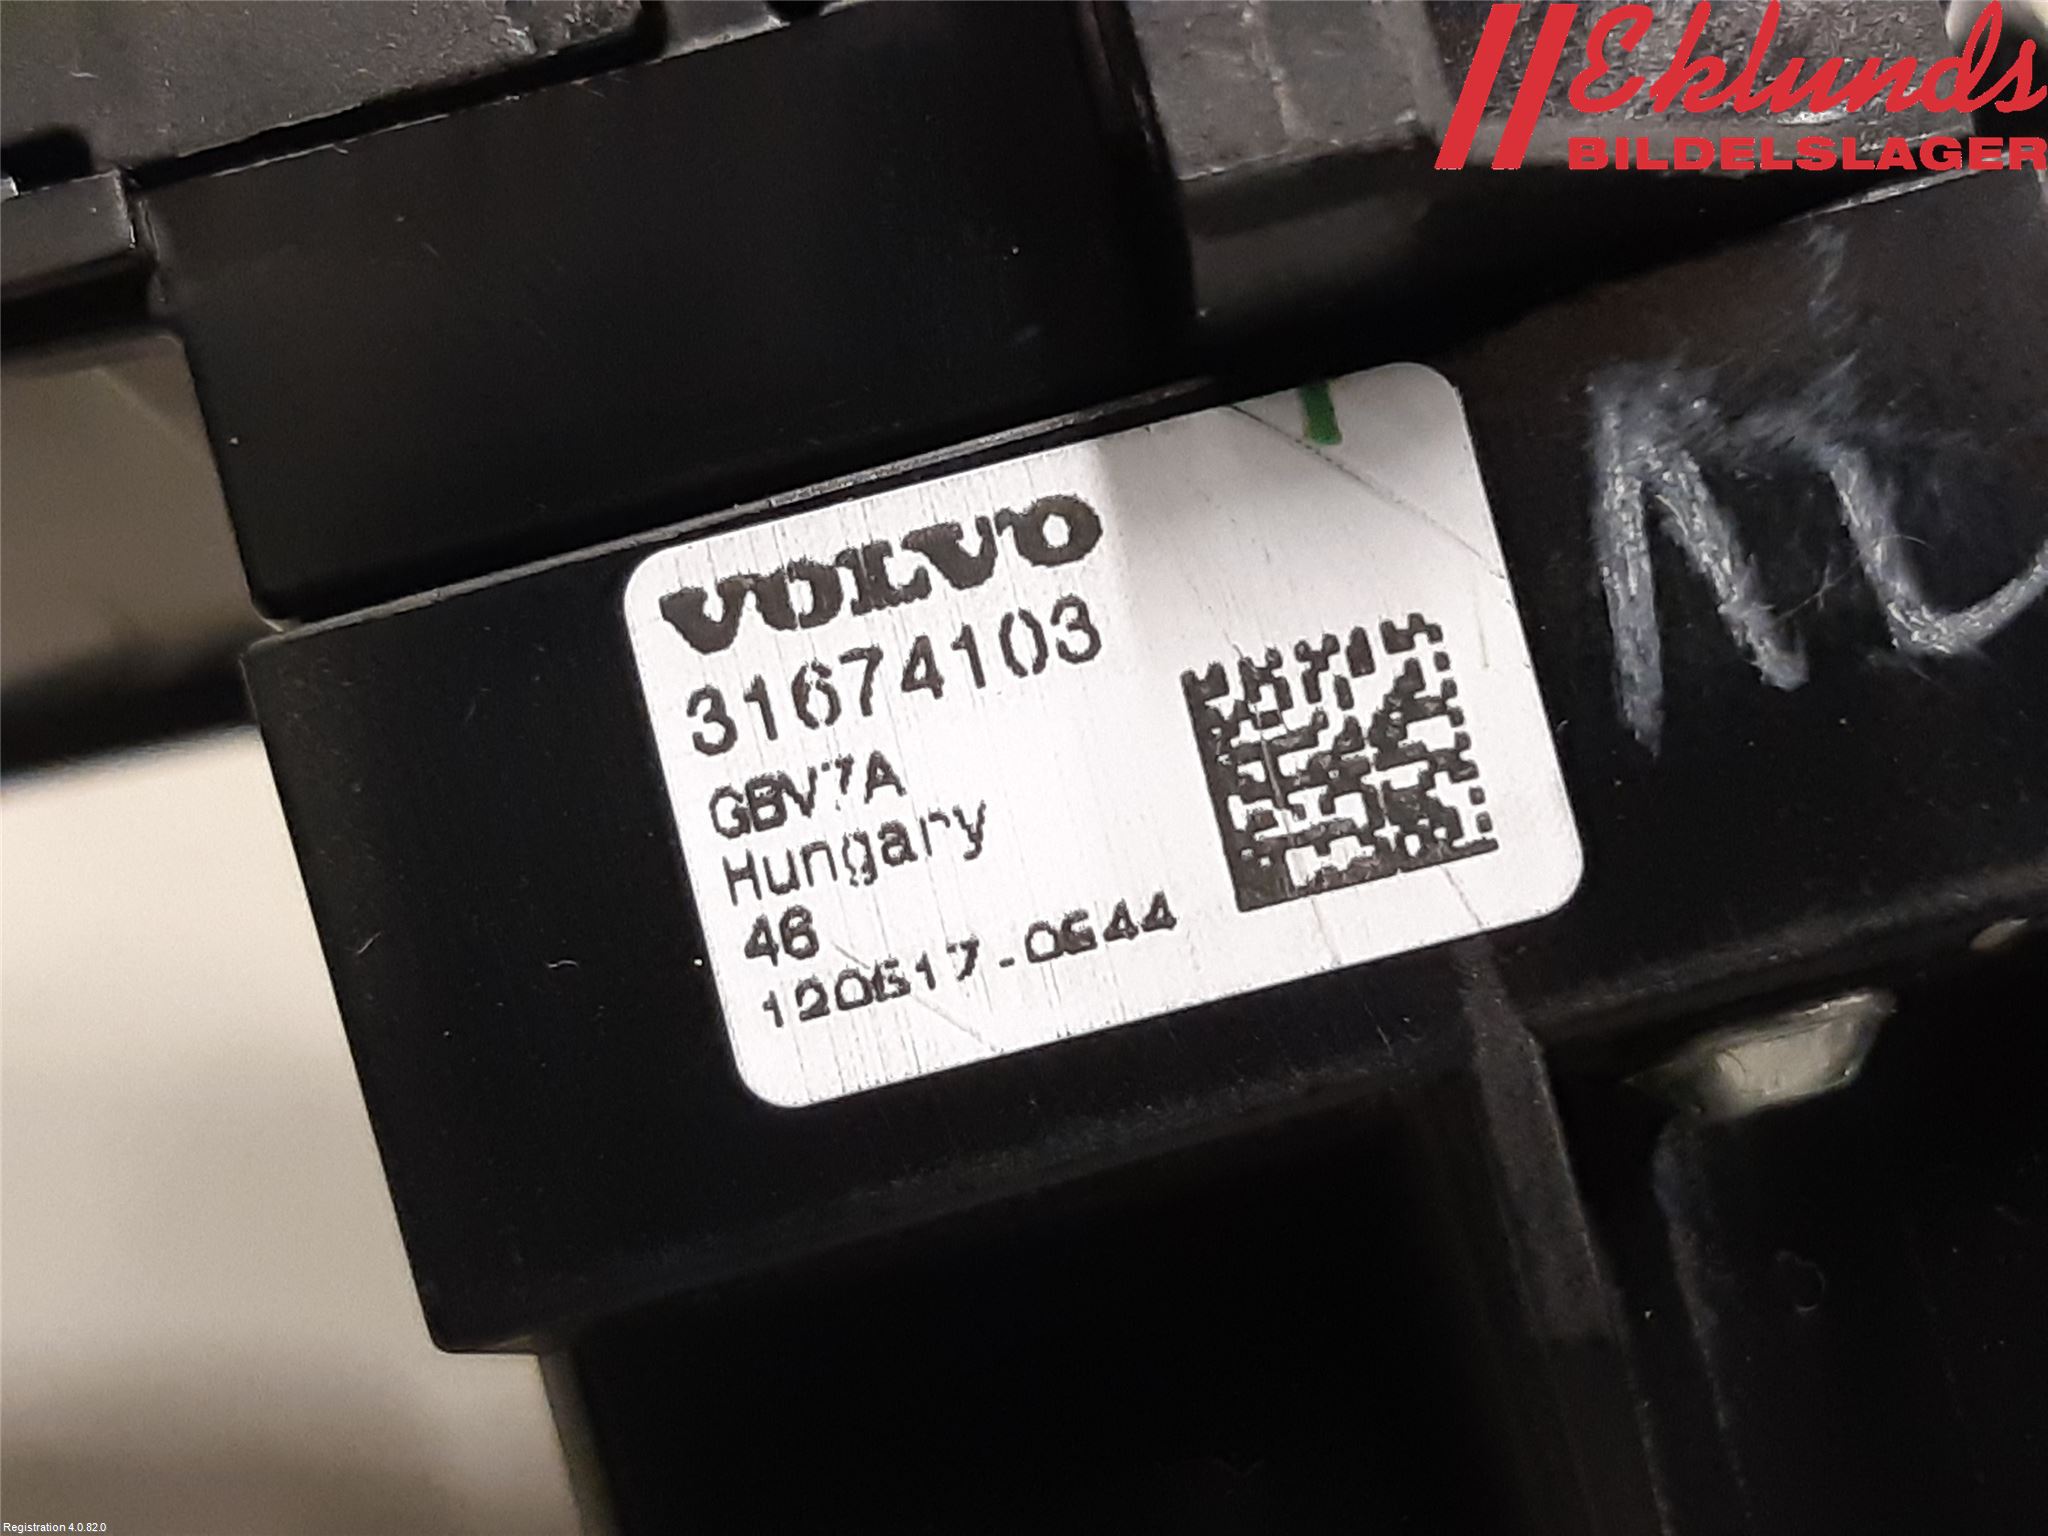 Eklunds
BILDELSLAGER
VOLVO
31674103
GBV7A
Hungary
46
120617-0644
Registration 4.0.82.0